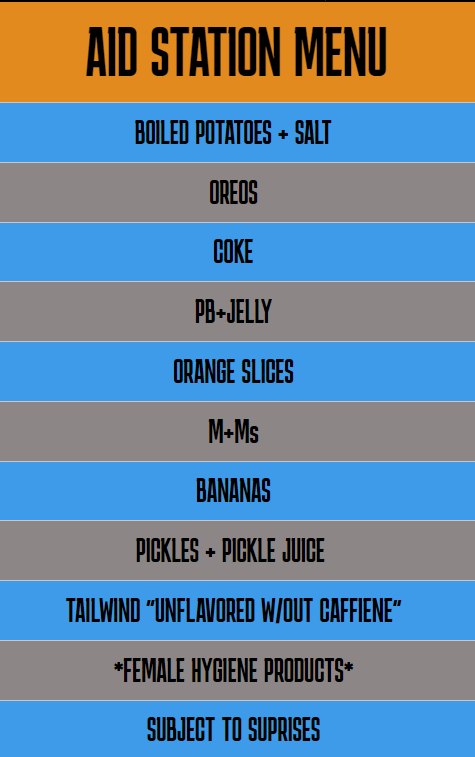 AID STATION MENU
BOILED POTATOES + SALT
OREOS
COKE
PB+JELLY
ORANGE SLICES
M+Ms
BANANAS
PICKLES + PICKLE JUICE
TAILWIND "UNFLAVORED W/OUT CAFFIENE"
*FEMALE HYGIENE PRODUCTS*
SUBJECT TO SUPRISES